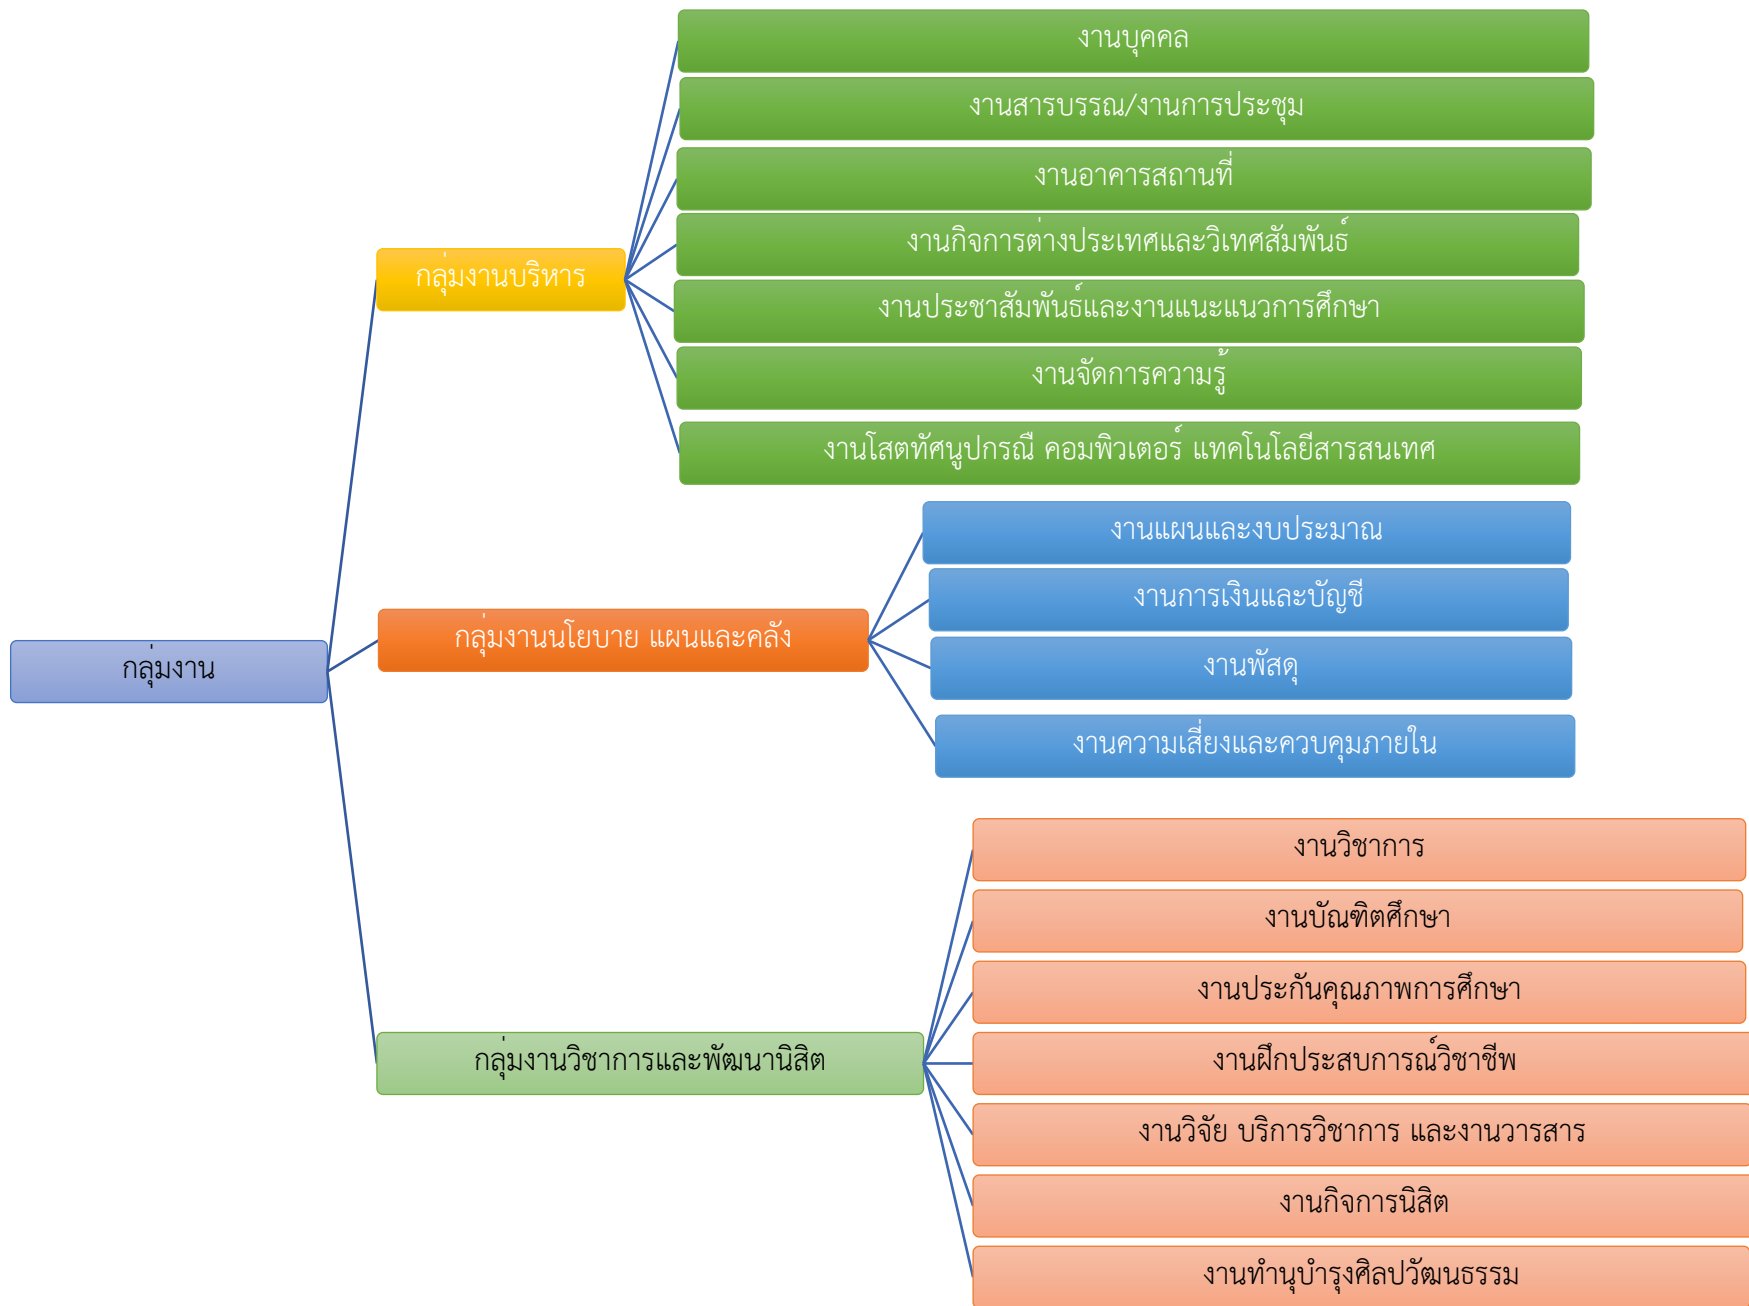 กลุ่มงาน
กลุ่มงานบริหาร
งานบุคคล
งานสารบรรณ/งานการประชุม
งานอาคารสถานที่
งานกิจการต่างประเทศและวิเทศสัมพันธ์
งานประชาสัมพันธ์และงานแนะแนวการศึกษา
งานจัดการความรู้
งานโสตทัศนูปกรณื คอมพิวเตอร์ แทคโนโลยีสารสนเทศ
กลุ่มงานนโยบาย แผนและคลัง
งานแผนและงบประมาณ
งานการเงินและบัญชี
งานพัสดุ
งานความเสี่ยงและควบคุมภายใน
กลุ่มงานวิชาการและพัฒนานิสิต
งานวิชาการ
งานบัณฑิตศึกษา
งานประกันคุณภาพการศึกษา
งานฝึกประสบการณ์วิชาชีพ
งานวิจัย บริการวิชาการ และงานวารสาร
งานกิจการนิสิต
งานทำนุบำรุงศิลปวัฒนธรรม